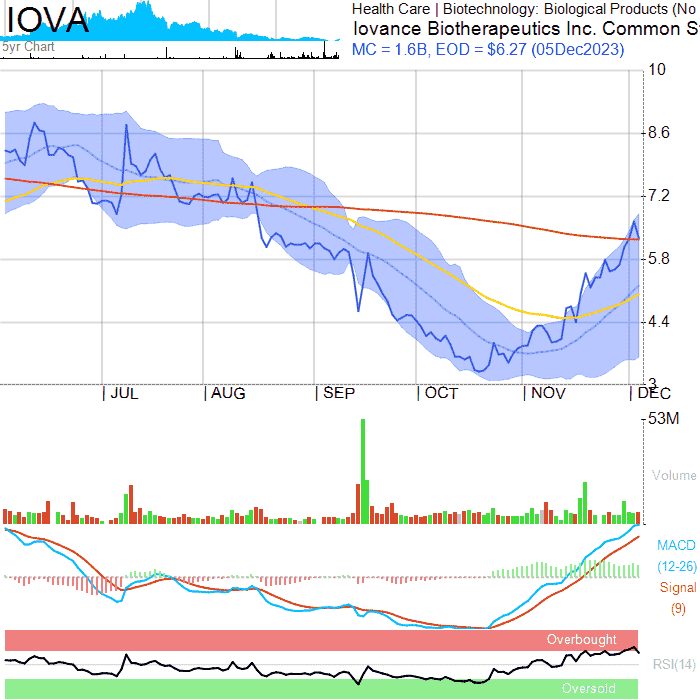 IOVA
5yr Chart
Health Care | Biotechnology: Biological Products (No
Iovance Biotherapeutics Inc. Common S
MC = 1.6B, EOD = $6.27 (05Dec2023)
10
8.6
7.2
5.8
4.4
3
| JUL | AUG | SEP | OCT | NOV | DEC
53M
Volume
MACD
(12-26)
Signal
(9)
Overbought
RSI(14)
Oversold